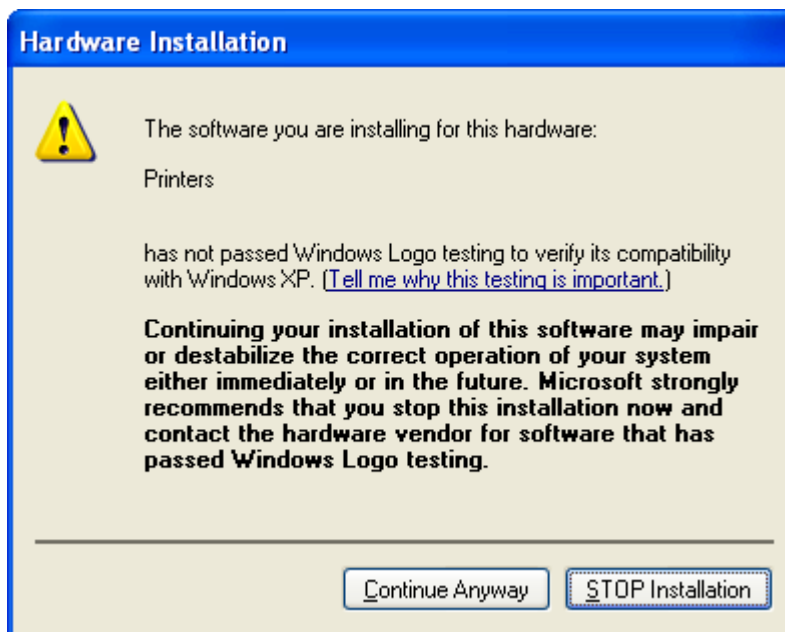 Hardware Installation
The software you are installing for this hardware:
Printers
has not passed Windows Logo testing to verify its compatibility
with Windows XP. (Tell me why this testing is important.)
Continuing your installation of this software may impair
or destabilize the correct operation of your system
either immediately or in the future. Microsoft strongly
recommends that you stop this installation now and
contact the hardware vendor for software that has
passed Windows Logo testing.
Continue Anyway STOP Installation